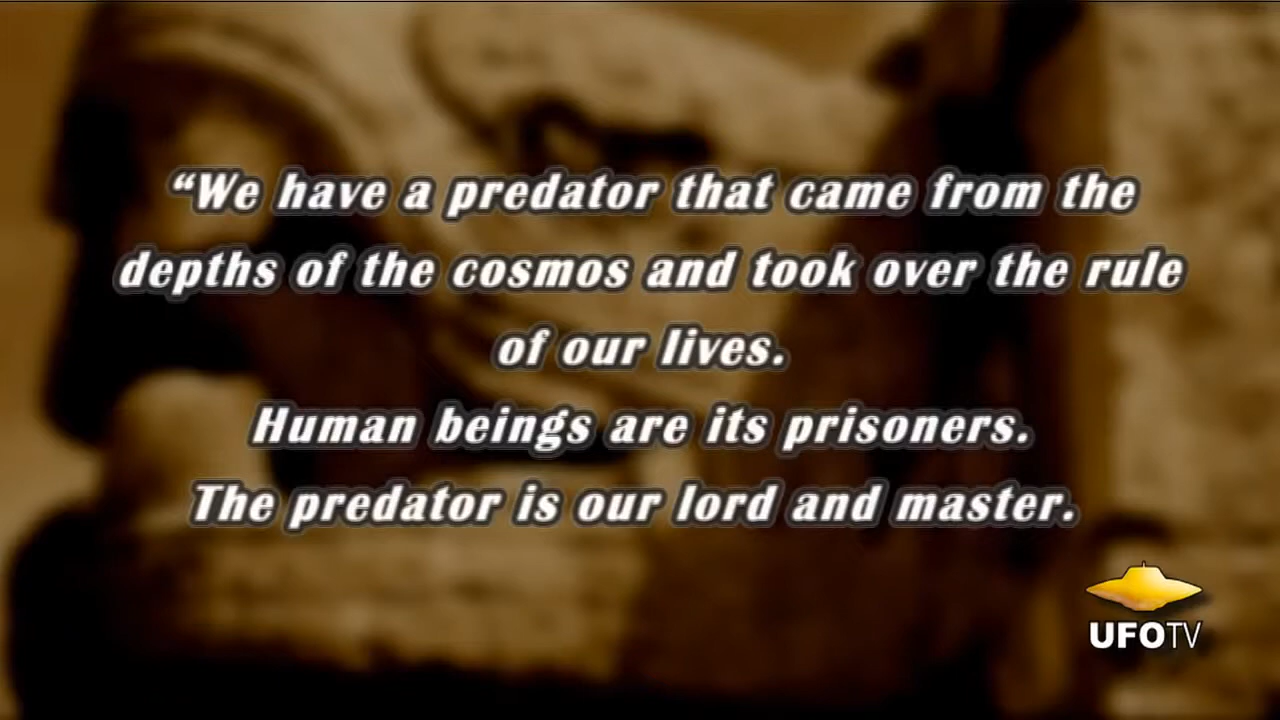 “We have a predator that came from the
depths of the cosmos and took over the rule
of our lives.
Human beings are its prisoners.
The predator is our lord and master.
UFOTV